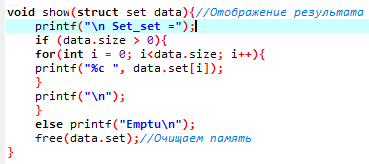 void show(struct set data){//Отображение результата
printf("\n Set_set =");
if (data.size > 0){
for(int i = 0; i<data.size; i++){
printf("%c ", data.set[i]);
}
printf("\n");
}
else printf("Emptu\n");
free(data.set);//Очищаем память
}